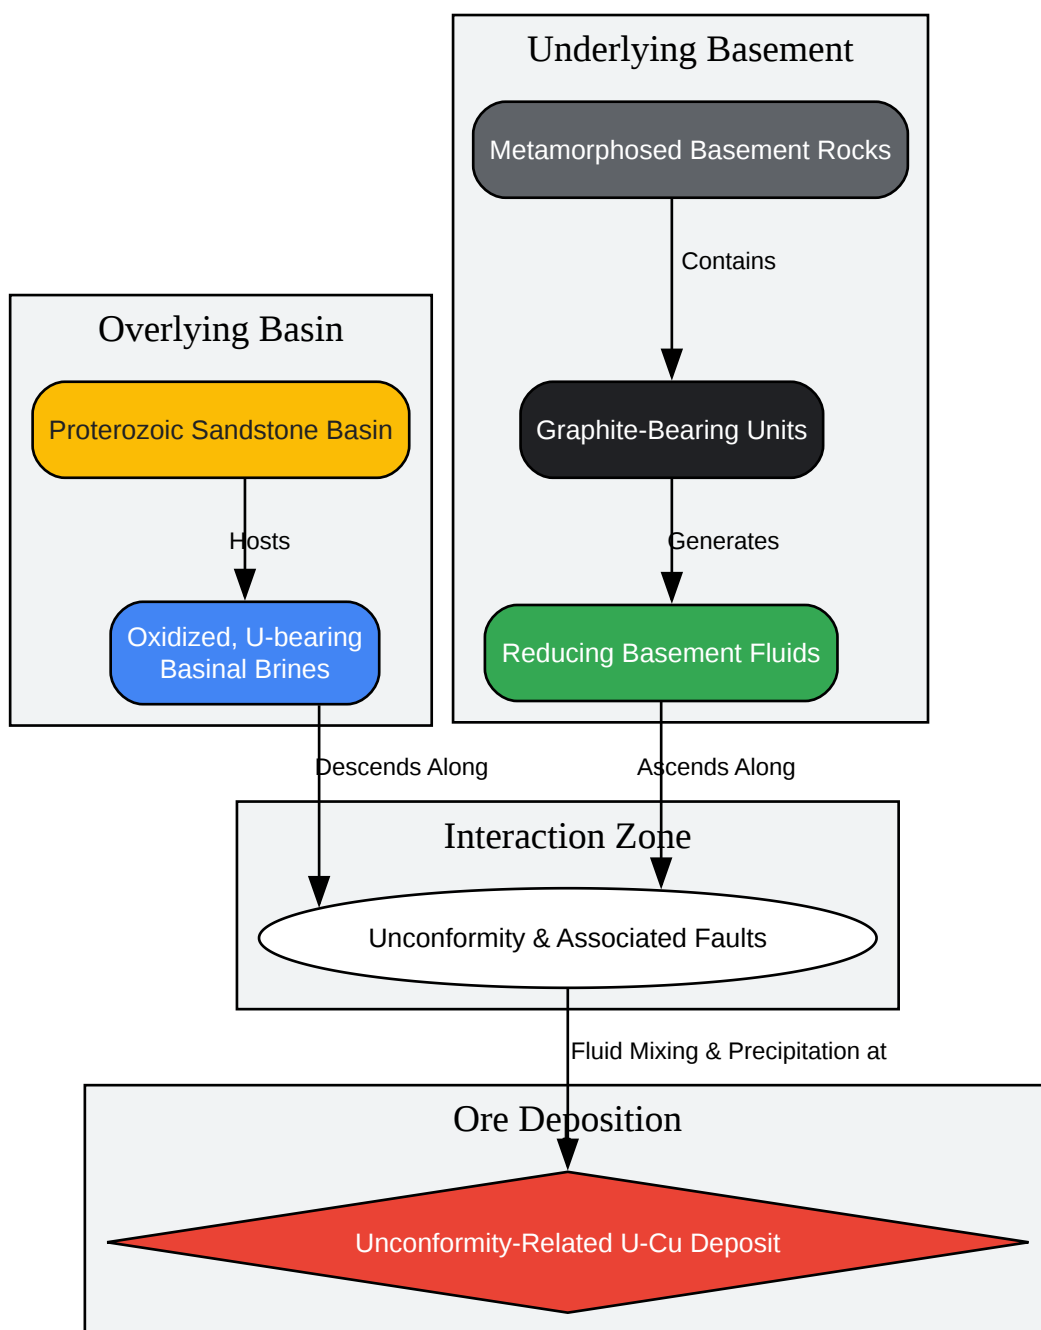 Underlying Basement
Metamorphosed Basement Rocks
Contains
Overlying Basin
Proterozoic Sandstone Basin
Graphite-Bearing Units
Hosts
Generates
Oxidized, U-bearing
Basinal Brines
Reducing Basement Fluids
Descends Along
Ascends Along
Interaction Zone
Unconformity & Associated Faults
Fluid Mixing & Precipitation at
Ore Deposition
Unconformity-Related U-Cu Deposit